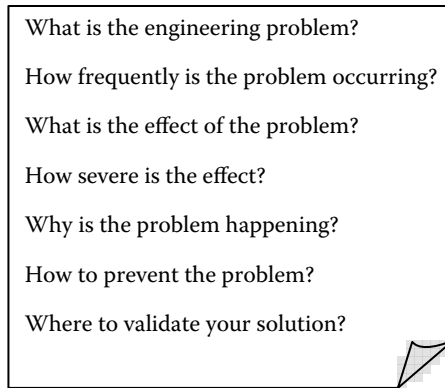 What is the engineering problem?
How frequently is the problem occurring?
What is the effect of the problem?
How severe is the effect?
Why is the problem happening?
How to prevent the problem?
Where to validate your solution?